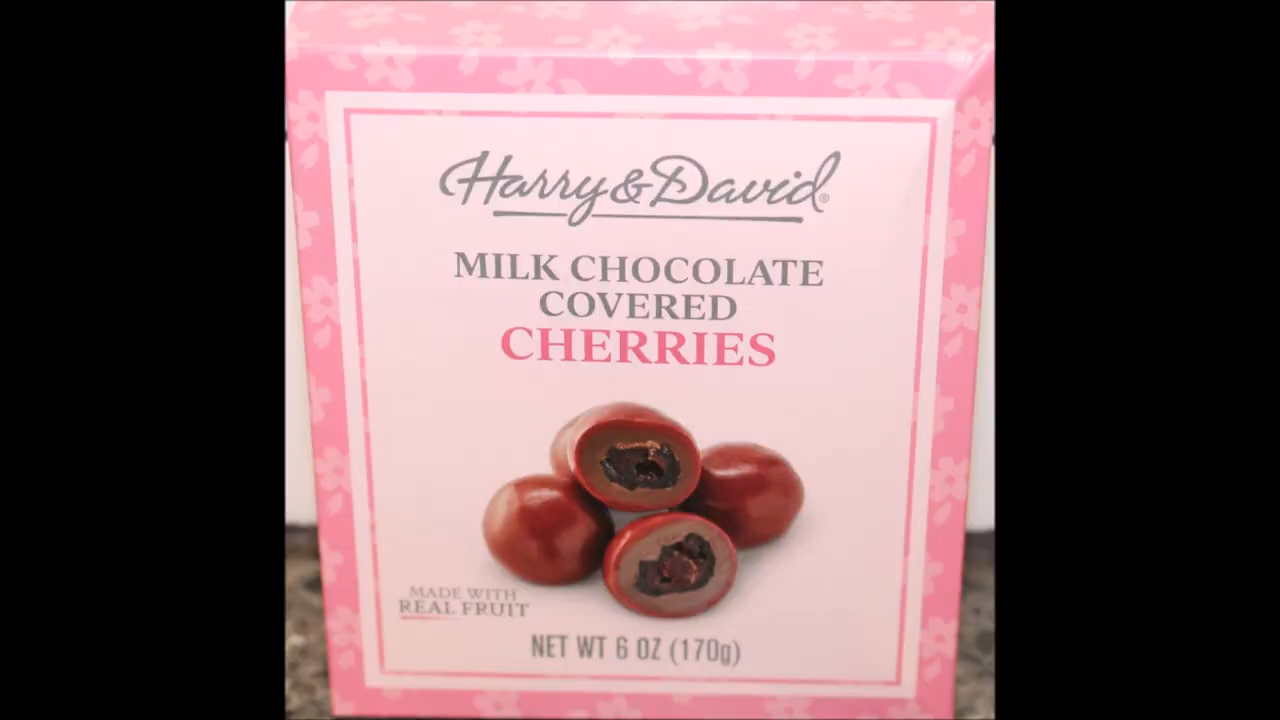 Harry & David®
MILK CHOCOLATE
COVERED
CHERRIES
MADE WITH
REAL FRUIT
NET WT 6 OZ (170g)